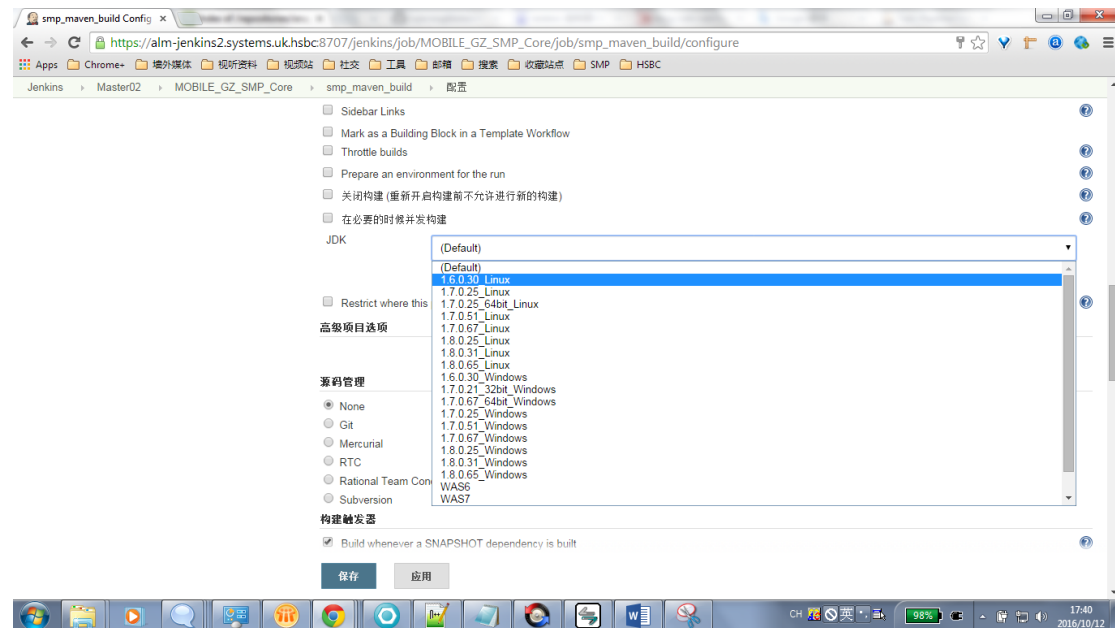 smp_maven_build Config
https://alm-jenkins2.systems.uk.hsbc:8707/jenkins/job/MOBILE_GZ_SMP_Core/job/smp_maven_build/configure
Apps Chrome+ 墙外媒体 视听资料 视频站 社交 工具 邮箱 搜索 收藏站点 SMP HSBC
Jenkins Master02 MOBILE_GZ_SMP_Core smp_maven_build 配置
Sidebar Links
Mark as a Building Block in a Template Workflow
Throttle builds
Prepare an environment for the run
关闭构建 (重新开启构建前不允许进行新的构建)
在必要的时候并发构建
JDK
(Default)
(Default)
1.6.0.30_Linux
1.7.0.25_Linux
1.7.0.25_64bit_Linux
1.7.0.51_Linux
1.7.0.67_Linux
1.8.0.25_Linux
1.8.0.31_Linux
1.8.0.65_Linux
1.6.0.30_Windows
1.7.0.21_32bit_Windows
1.7.0.67_64bit_Windows
1.7.0.25_Windows
1.7.0.51_Windows
1.7.0.67_Windows
1.8.0.25_Windows
1.8.0.31_Windows
1.8.0.65_Windows
WAS6
WAS7
Restrict where this
高级项目选项
源码管理
None
Git
Mercurial
RTC
Rational Team Con
Subversion
构建触发器
Build whenever a SNAPSHOT dependency is built
保存 应用
CH 英 98% 17:40
2016/10/12